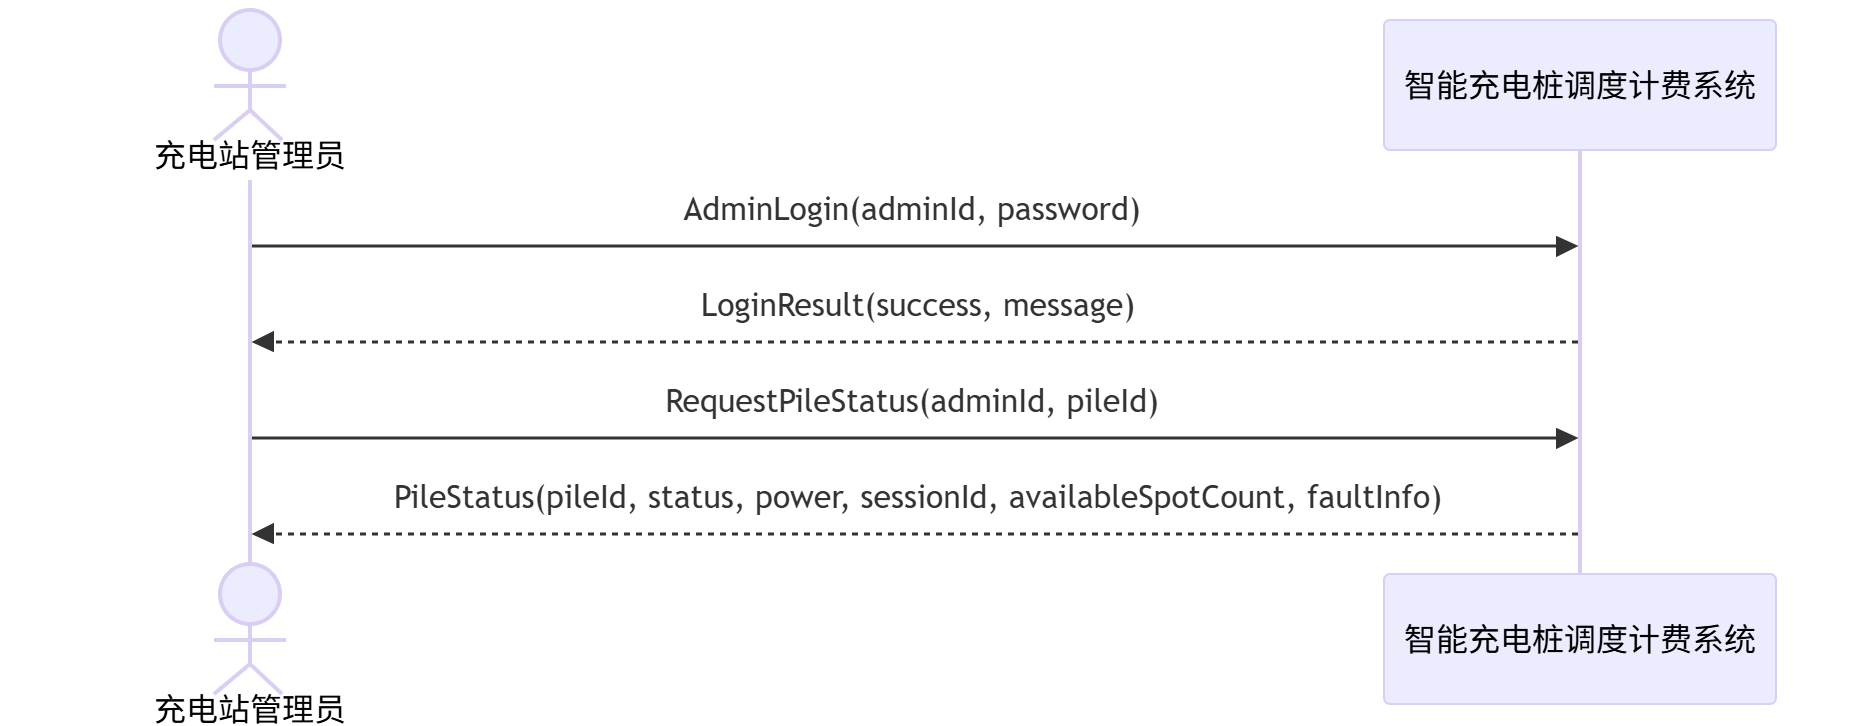 智能充电桩调度计费系统
充电站管理员
AdminLogin(adminId, password)
LoginResult(success, message)
RequestPileStatus(adminId, pileId)
PileStatus(pileId, status, power, sessionId, availableSpotCount, faultInfo)
智能充电桩调度计费系统
充电站管理员